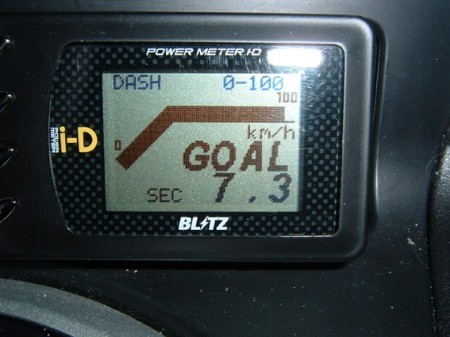 POWER METER i-D
DASH 0-100
100
0
km/h
GOAL
SEC 7.3
BLITZ
i-D